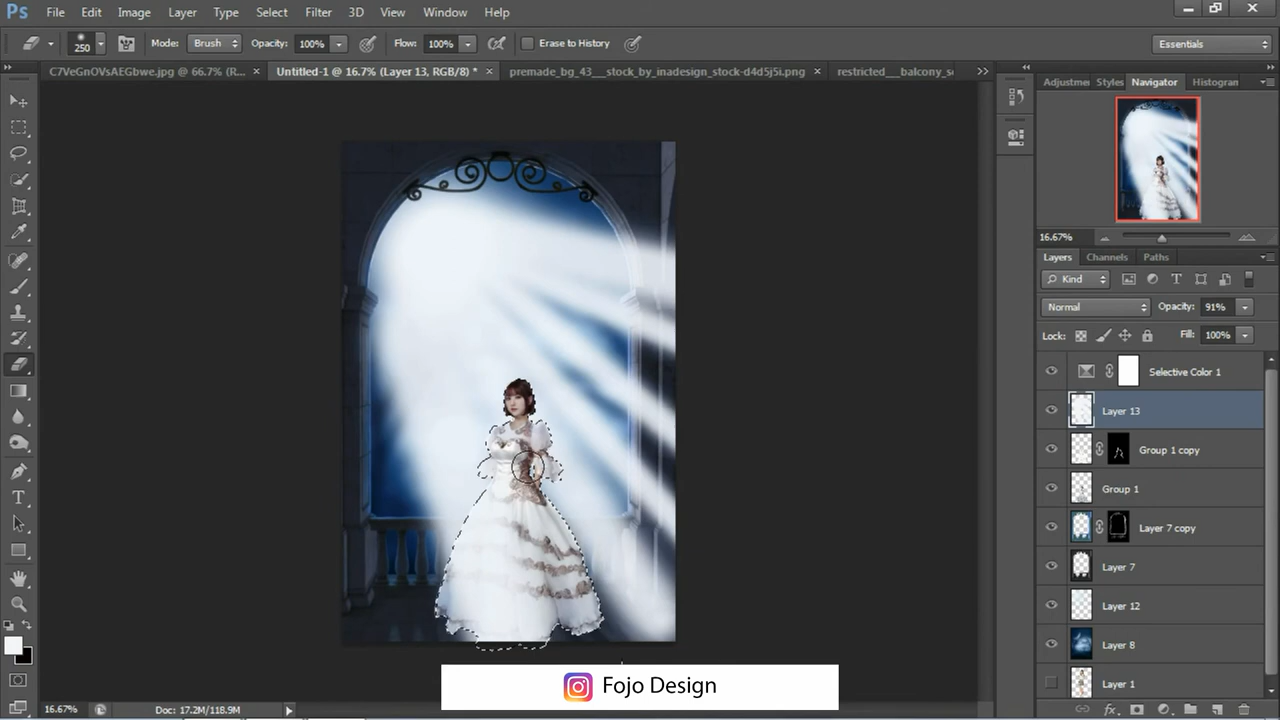 Ps File Edit Image Layer Type Select Filter 3D View Window Help
250 Mode: Brush Opacity: 100% Flow: 100% Erase to History Essentials
C7VeGnOVsAEGbwe.jpg @ 66.7% (R... × Untitled-1 @ 16.7% (Layer 13, RGB/8) * × premade_bg_43__stock_by_inadesign_stock-d4d5j5i.png × restricted__balcony_s
Adjustmen Styles Navigator Histogran
16.67%
Layers Channels Paths
Kind
Normal Opacity: 91%
Lock: Fill: 100%
Selective Color 1
Layer 13
Group 1 copy
Group 1
Layer 7 copy
Layer 7
Layer 12
Layer 8
Layer 1
Fojo Design
16.67% Doc: 17.2M/118.9M